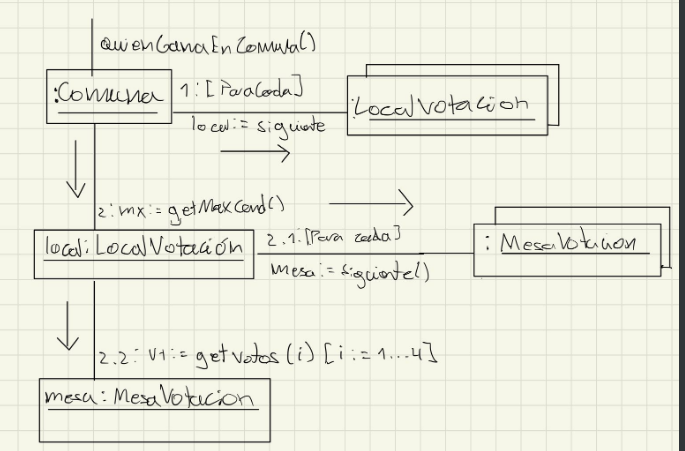 quienGanaEnComuna()
:Comuna
1:[ParaCada]
local:= siguiente
:LocalVotacion
2:mx:=getMaxCand()
local:LocalVotación
2.1:[Para cada]
mesa:=siguiente()
:MesaVotacion
2.2: v1:= getvotos(i) [i:=1...4]
mesa:MesaVotacion